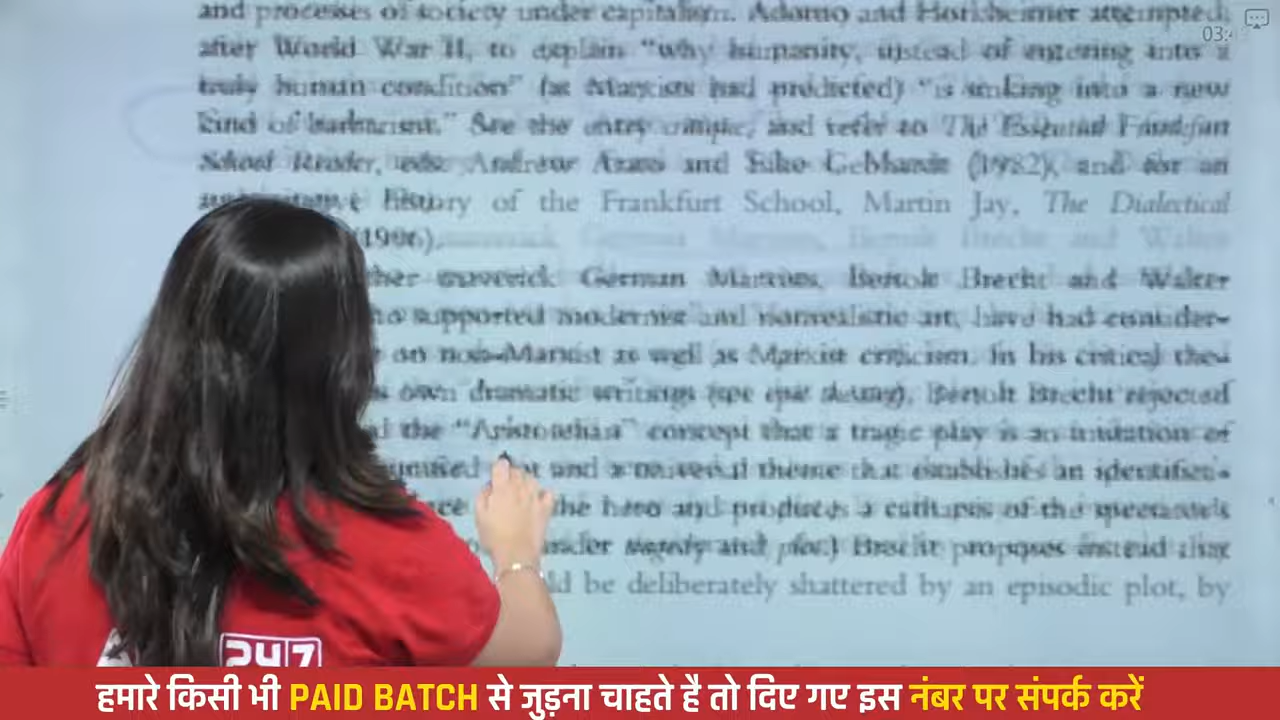 and processes of society under capitalism. Adorno and Horkheimer attempted,
03:4
after World War II, to explain "why humanity, instead of entering into a
truly human condition" (as Marxists had predicted) "is sinking into a new
kind of barbarism." See the entry critique, and refer to The Essential Frankfurt
School Reader, eds. Andrew Arato and Eike Gebhardt (1982), and for an
history of the Frankfurt School, Martin Jay, The Dialectical
(1996).
German Marxists, Bertolt Brecht and Walter
supported modernist and nonrealistic art, have had consider-
on non-Marxist as well as Marxist criticism. In his critical theo-
own dramatic writings (see epic theater), Bertolt Brecht rejected
the "Aristotelian" concept that a tragic play is an imitation of
unified and a universal theme that establishes an identifica-
the hero and produces a catharsis of the spectator's
under tragedy and plot.) Brecht proposes instead that
be deliberately shattered by an episodic plot, by
247
हमारे किसी भी PAID BATCH से जुड़ना चाहते है तो दिए गए इस नंबर पर संपर्क करें